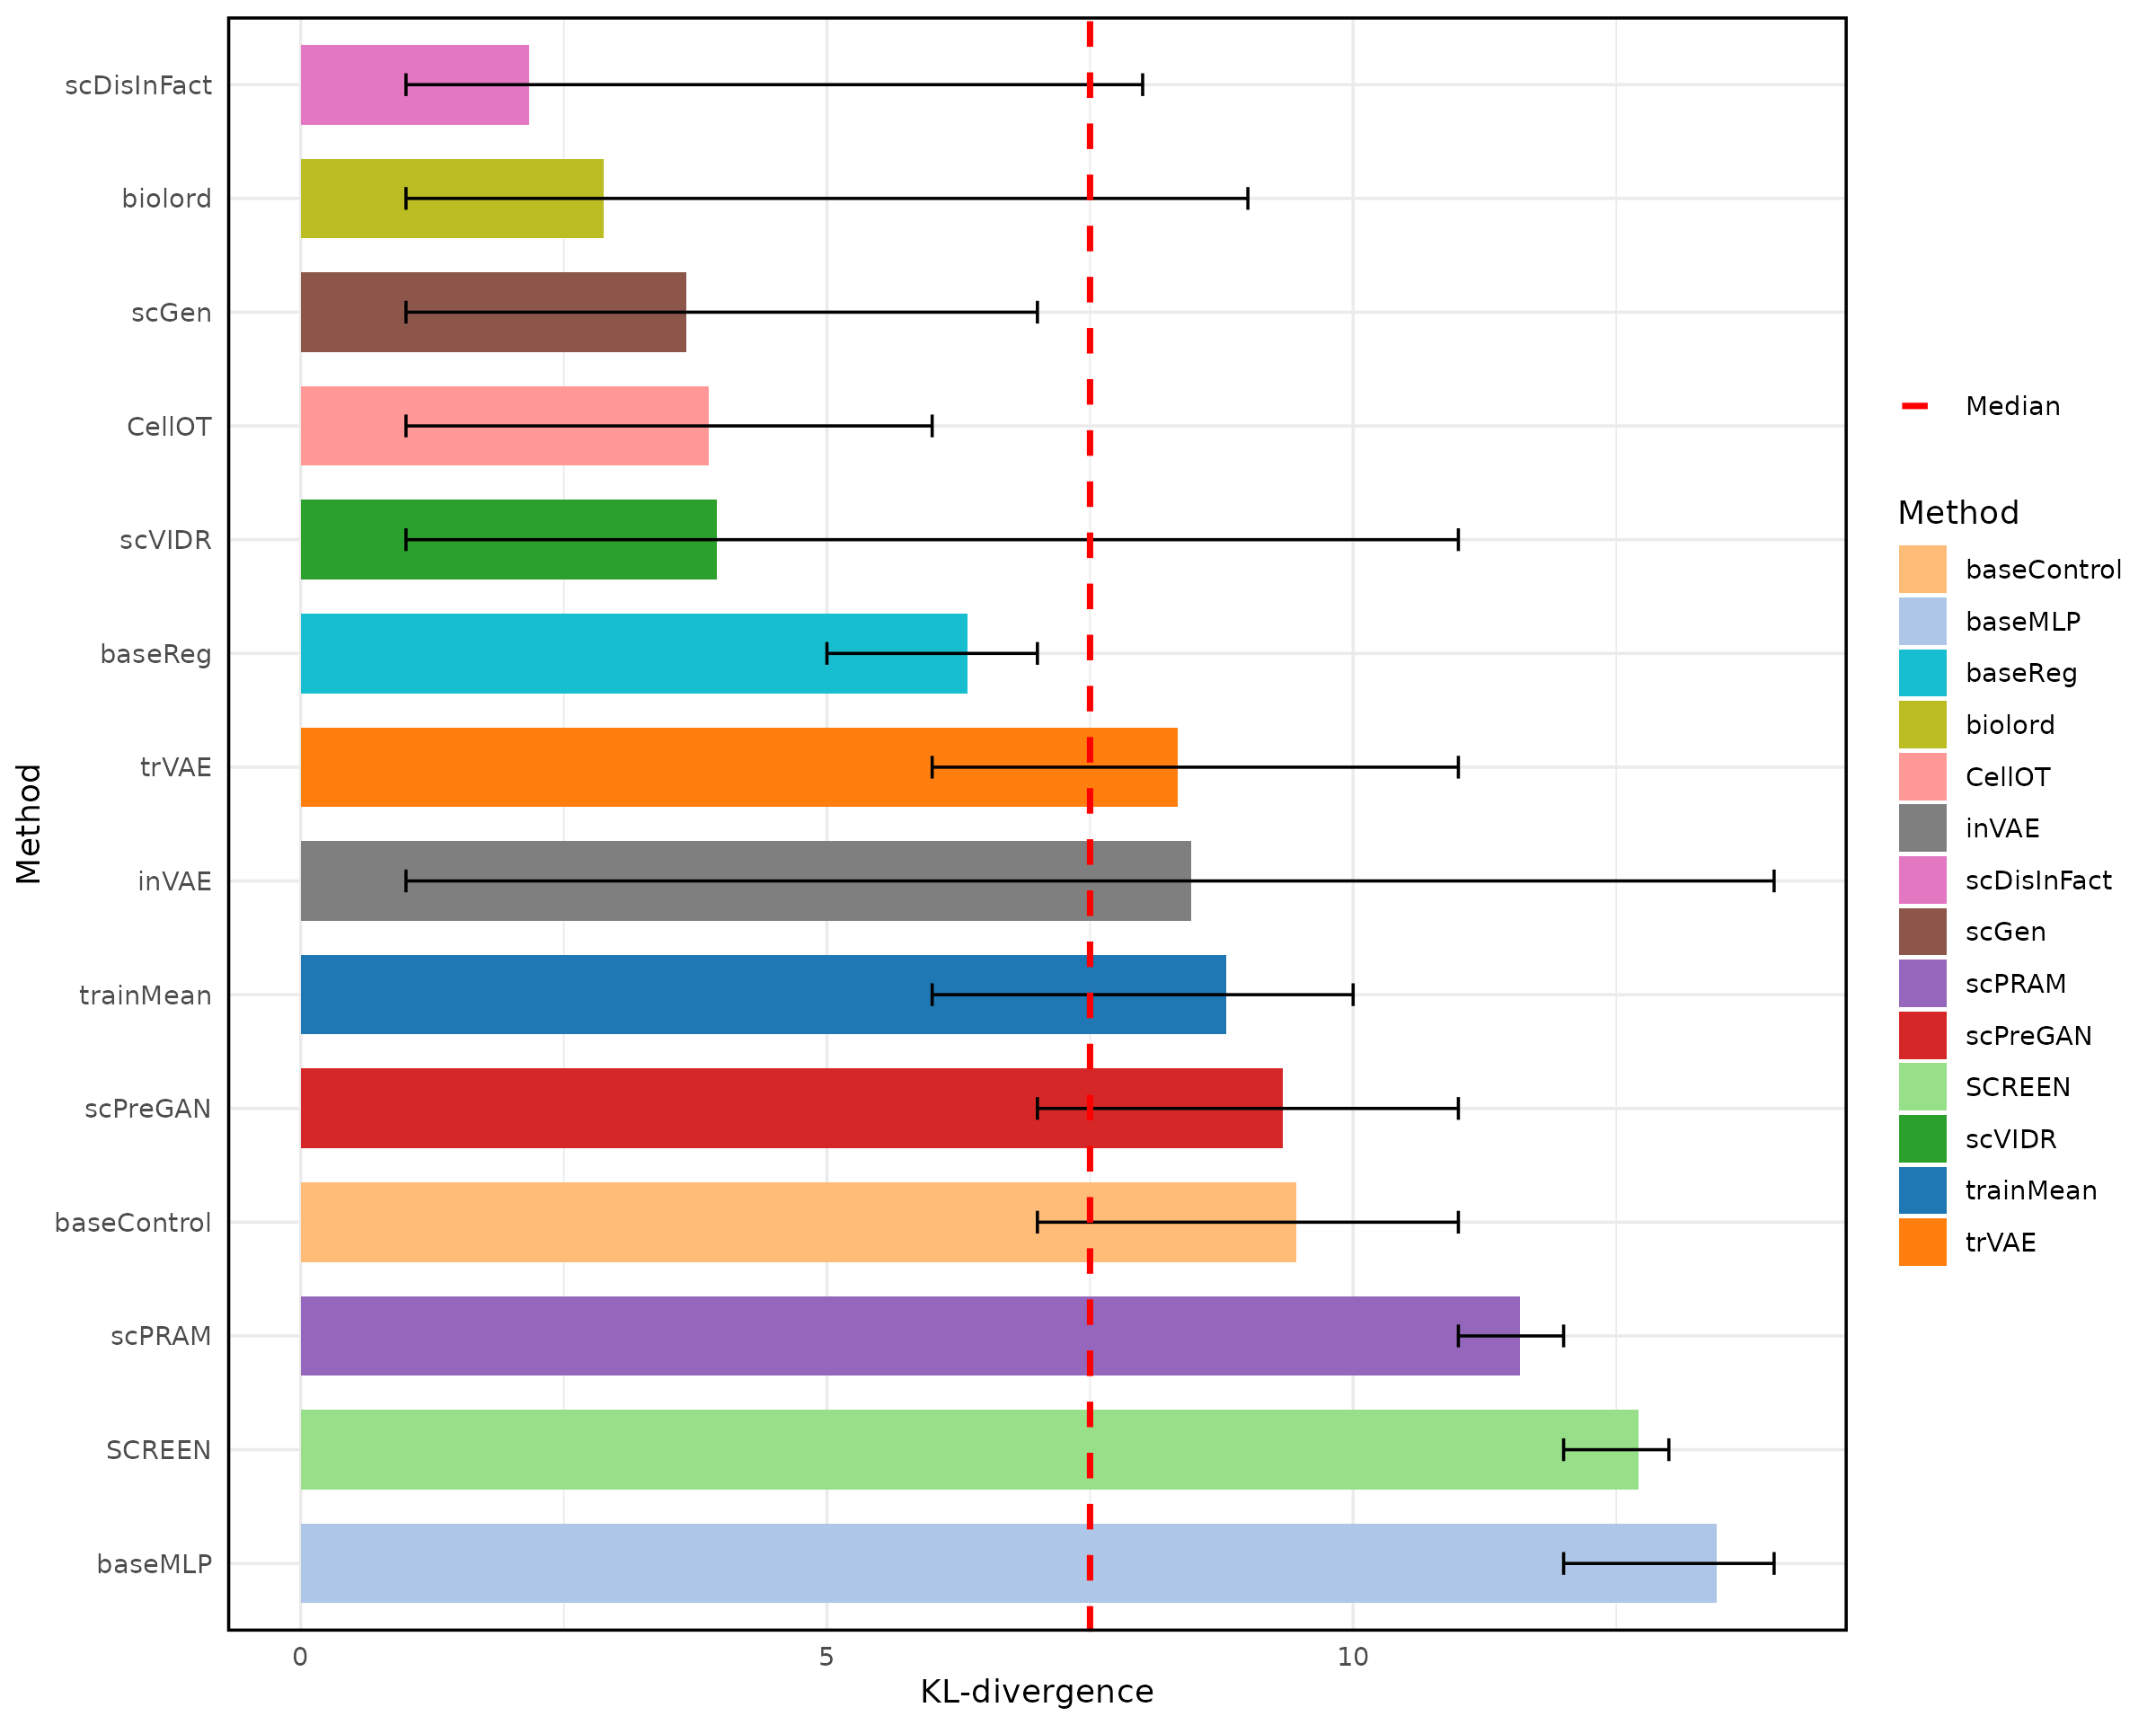 scDisInFact
biolord
scGen
CellOT
scVIDR
baseReg
trVAE
inVAE
trainMean
scPreGAN
baseControl
scPRAM
SCREEN
baseMLP
Method
0 5 10
KL-divergence
Median
Method
baseControl
baseMLP
baseReg
biolord
CellOT
inVAE
scDisInFact
scGen
scPRAM
scPreGAN
SCREEN
scVIDR
trainMean
trVAE